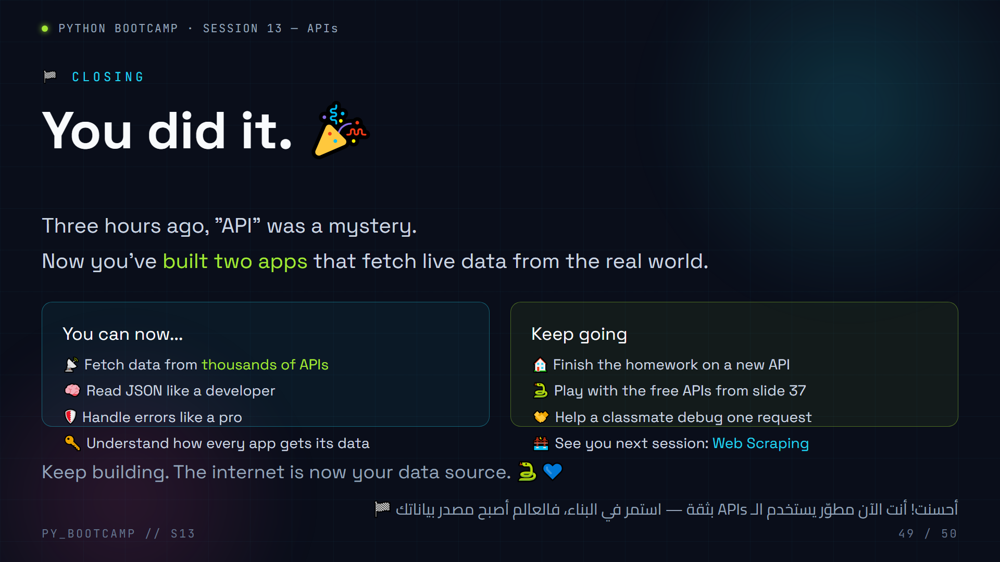 PYTHON BOOTCAMP · SESSION 13 — APIs
🏁 CLOSING
You did it. 🎉
Three hours ago, ”API” was a mystery.
Now you’ve built two apps that fetch live data from the real world.
You can now...
📡 Fetch data from thousands of APIs
🧠 Read JSON like a developer
🛡 Handle errors like a pro
🔑 Understand how every app gets its data
Keep going
🏠 Finish the homework on a new API
🐍 Play with the free APIs from slide 37
🤝 Help a classmate debug one request
🌉 See you next session: Web Scraping
Keep building. The internet is now your data source. 🐍 💙
أحسنت! أنت الآن مطوّر يستخدم الـ APIs بثقة — استمر في البناء، فالعالم أصبح مصدر بياناتك 🏁
PY_BOOTCAMP // S13
49 / 50